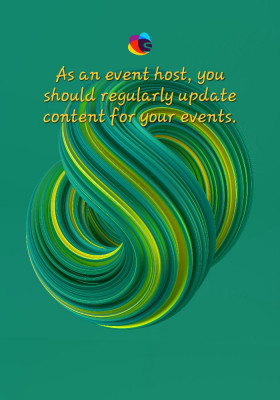 As an event host, you
should regularly update
content for your events.